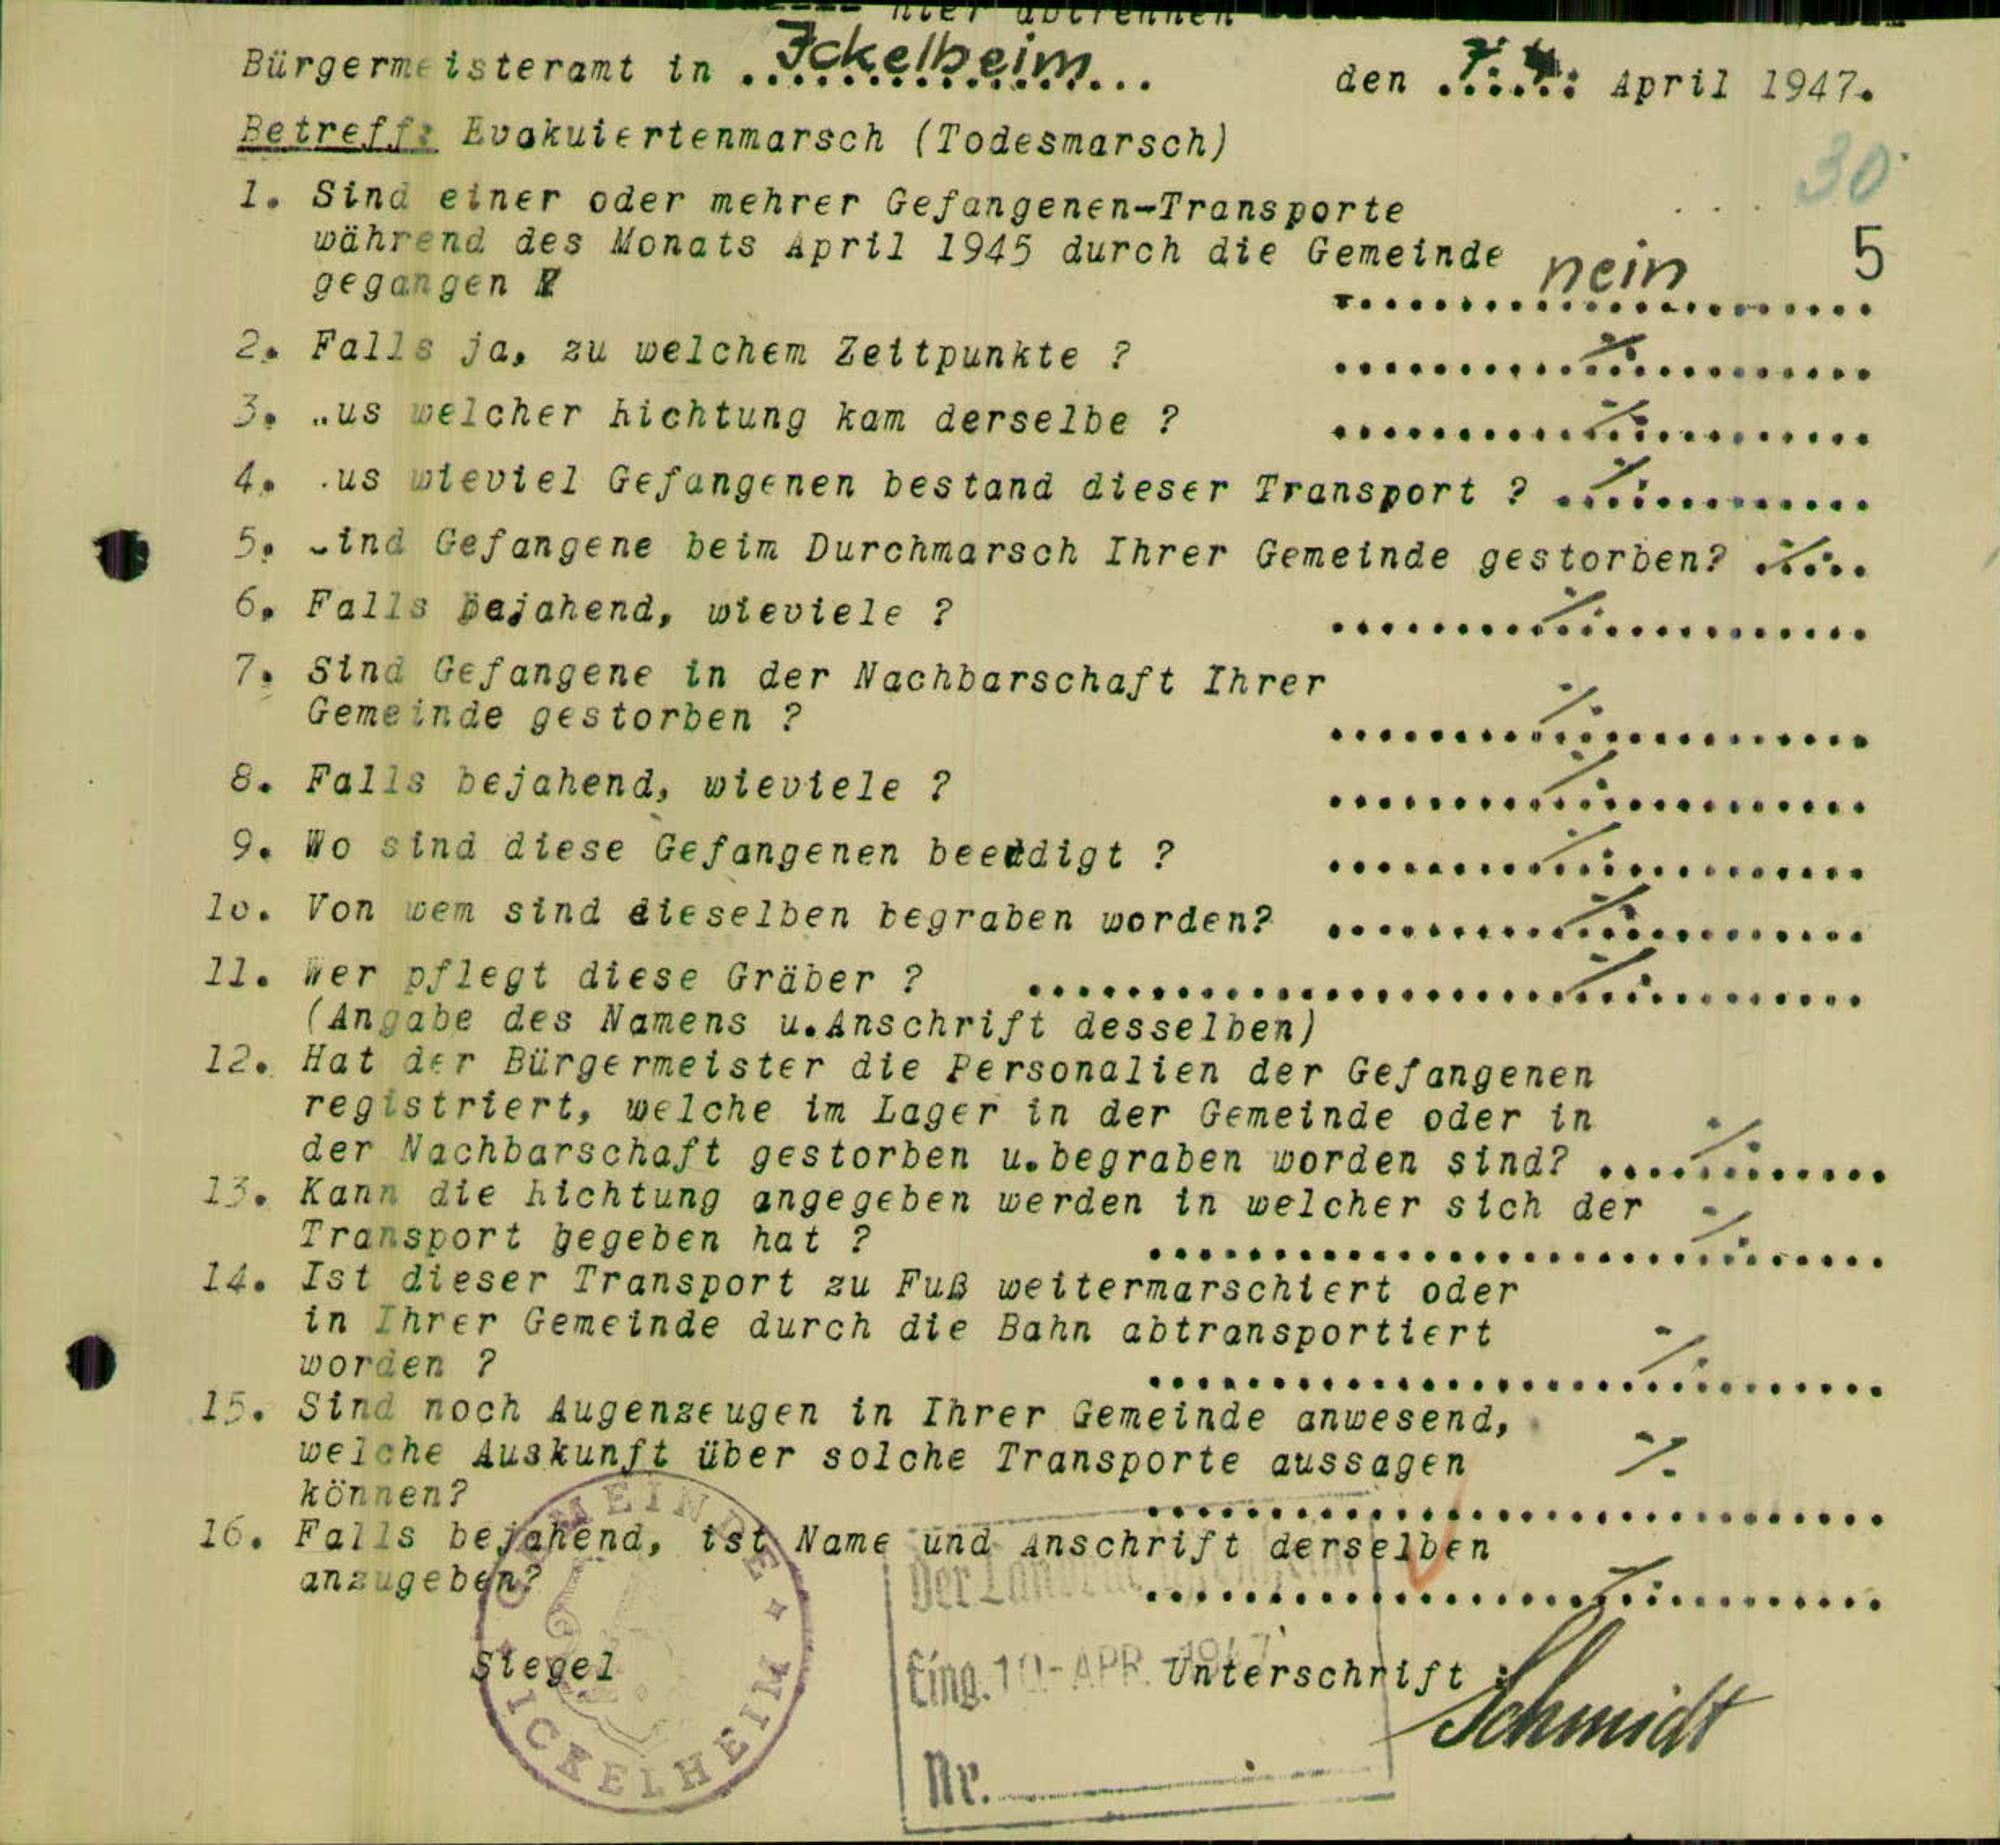 hier abtrennen
Bürgermeisteramt in Ickelheim den 7. 4. April 1947.
Betreff: Evakuiertenmarsch (Todesmarsch)
30
1. Sind einer oder mehrer Gefangenen-Transporte
während des Monats April 1945 durch die Gemeinde
gegangen ? nein
5
2. Falls ja, zu welchem Zeitpunkte ? ·/.
3. Aus welcher Richtung kam derselbe ? ·/.
4. Aus wieviel Gefangenen bestand dieser Transport ? ·/.
5. Sind Gefangene beim Durchmarsch Ihrer Gemeinde gestorben? ·/.
6. Falls bejahend, wieviele ? ·/.
7. Sind Gefangene in der Nachbarschaft Ihrer
Gemeinde gestorben ? ·/.
8. Falls bejahend, wieviele ? ·/.
9. Wo sind diese Gefangenen beerdigt ? ·/.
10. Von wem sind dieselben begraben worden? ·/.
11. Wer pflegt diese Gräber ? ·/.
(Angabe des Namens u.Anschrift desselben)
12. Hat der Bürgermeister die Personalien der Gefangenen
registriert, welche im Lager in der Gemeinde oder in
der Nachbarschaft gestorben u.begraben worden sind? ·/.
13. Kann die Richtung angegeben werden in welcher sich der
Transport begeben hat ? ·/.
14. Ist dieser Transport zu Fuß weitermarschiert oder
in Ihrer Gemeinde durch die Bahn abtransportiert
worden ? ·/.
15. Sind noch Augenzeugen in Ihrer Gemeinde anwesend,
welche Auskunft über solche Transporte aussagen
können? ·/.
16. Falls bejahend, ist Name und Anschrift derselben
anzugeben? ·/.
GEMEINDE
ICKELHEIM
Siegel
Der
Eing. 10-APR. 1947
Nr.
Unterschrift :
Schmidt